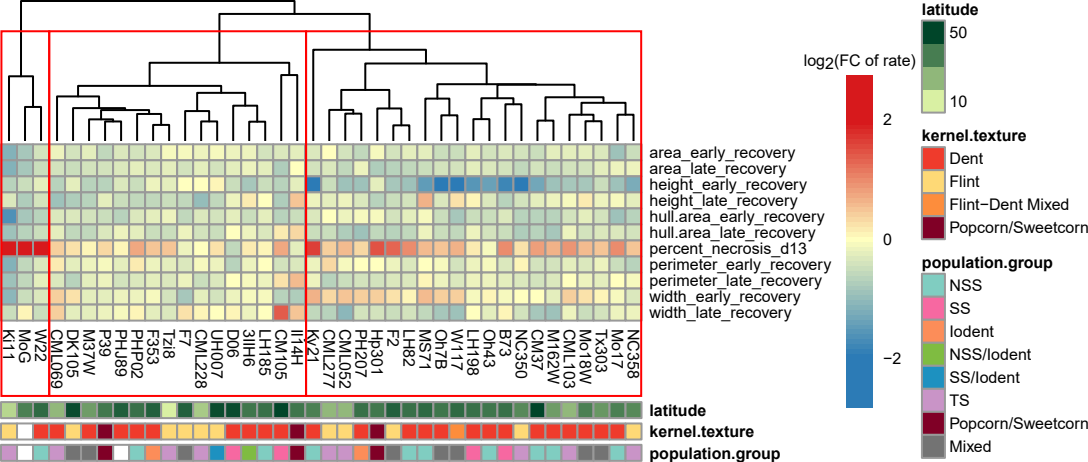 log2(FC of rate)
2
0
−2
area_early_recovery
area_late_recovery
height_early_recovery
height_late_recovery
hull.area_early_recovery
hull.area_late_recovery
percent_necrosis_d13
perimeter_early_recovery
perimeter_late_recovery
width_early_recovery
width_late_recovery
Ki11
MoG
W22
CML069
DK105
M37W
P39
PHJ89
PHP02
F353
Tzi8
F7
CML228
UH007
D06
3IIH6
LH185
CM105
Il14H
Ky21
CML277
CML052
PH207
Hp301
F2
LH82
MS71
Oh7B
W117
LH198
Oh43
B73
NC350
CM37
M162W
CML103
Mo18W
Tx303
Mo17
NC358
latitude
kernel.texture
population.group
latitude
50
10
kernel.texture
Dent
Flint
Flint−Dent Mixed
Popcorn/Sweetcorn
population.group
NSS
SS
Iodent
NSS/Iodent
SS/Iodent
TS
Popcorn/Sweetcorn
Mixed